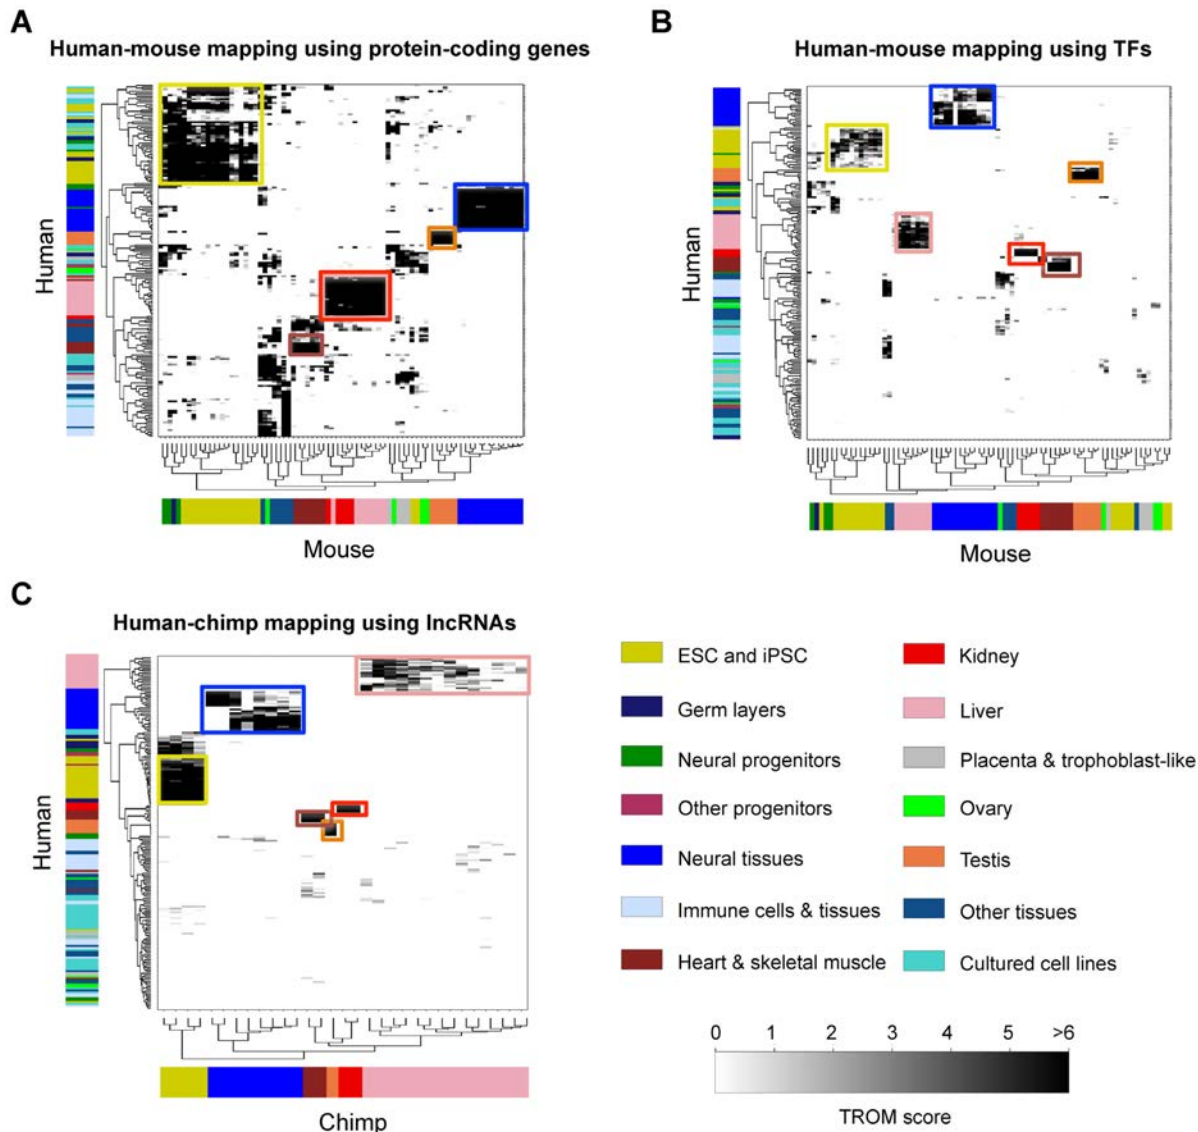 A
Human-mouse mapping using protein-coding genes
Human
Mouse
B
Human-mouse mapping using TFs
Human
Mouse
C
Human-chimp mapping using lncRNAs
Human
Chimp
ESC and iPSC
Germ layers
Neural progenitors
Other progenitors
Neural tissues
Immune cells & tissues
Heart & skeletal muscle
Kidney
Liver
Placenta & trophoblast-like
Ovary
Testis
Other tissues
Cultured cell lines
0 1 2 3 4 5 >6
TROM score